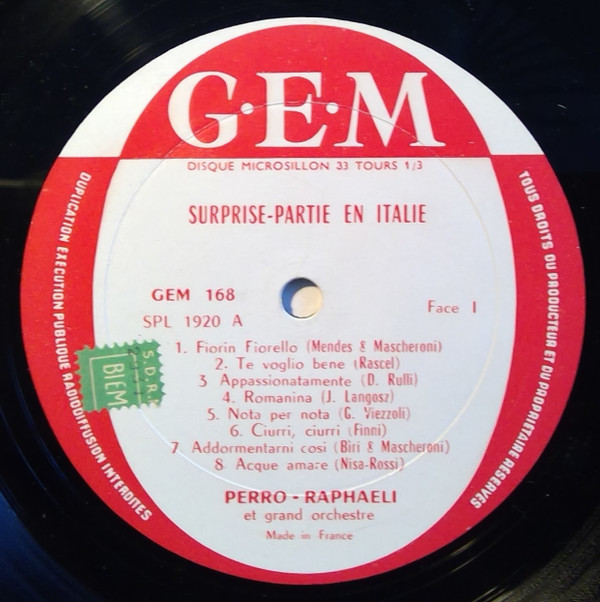 G·E·M
DISQUE MICROSILLON 33 TOURS 1/3
SURPRISE-PARTIE EN ITALIE
GEM 168
SPL 1920 A
Face I
1. Fiorin Fiorello (Mendes & Mascheroni)
2. Te voglio bene (Rascel)
3 Appassionatamente (D. Rulli)
4. Romanina (J. Langosz)
5. Nota per nota (G. Viezzoli)
6. Ciurri, ciurri (Finni)
7 Addormentarni cosi (Biri & Mascheroni)
8 Acque amare (Nisa-Rossi)
PERRO - RAPHAELI
et grand orchestre
Made in France
DUPLICATION EXECUTION PUBLIQUE RADIODIFFUSION INTERDITES
TOUS DROITS DU PRODUCTEUR ET DU PROPRIÉTAIRE RÉSERVÉS
S.D.R.
BIEM